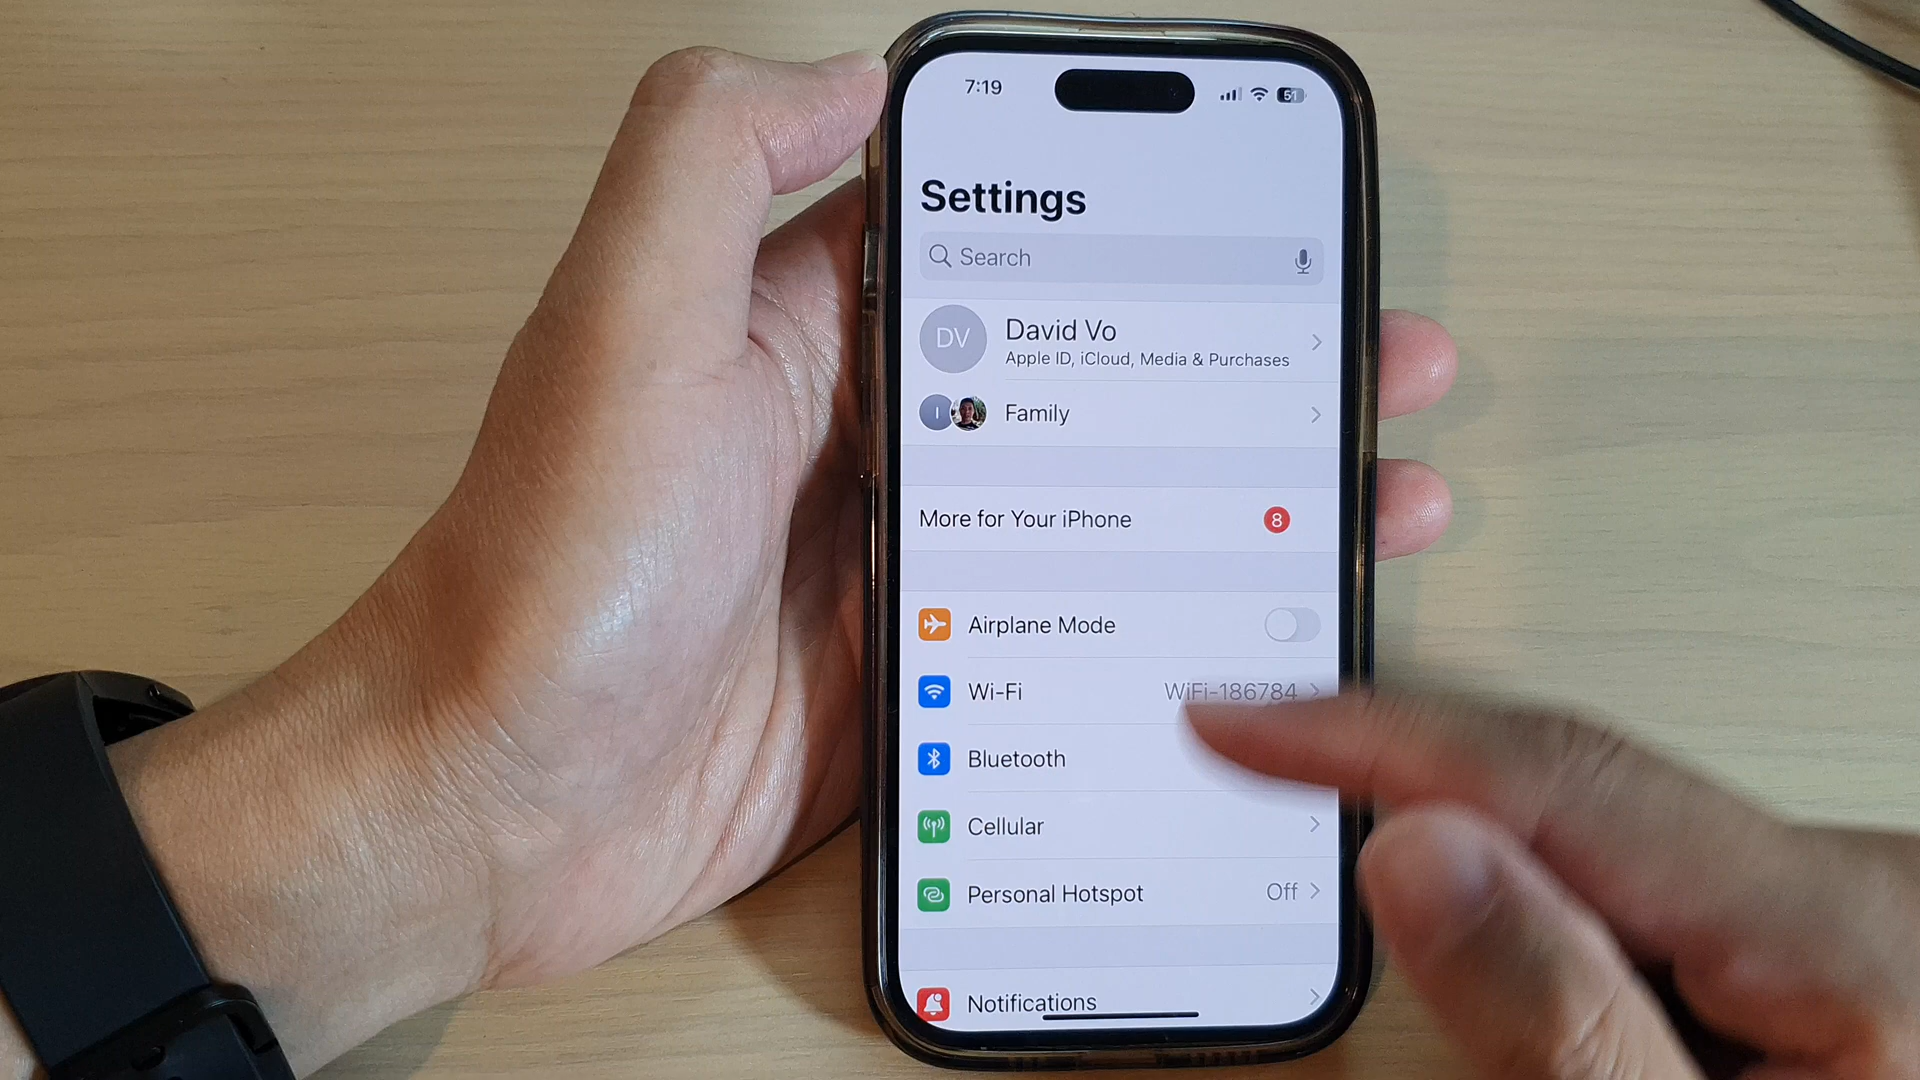 7:19
51
Settings
Search
DV
David Vo
Apple ID, iCloud, Media & Purchases
I
Family
More for Your iPhone
8
Airplane Mode
Wi-Fi
WiFi-186784
Bluetooth
Cellular
Personal Hotspot
Off
Notifications